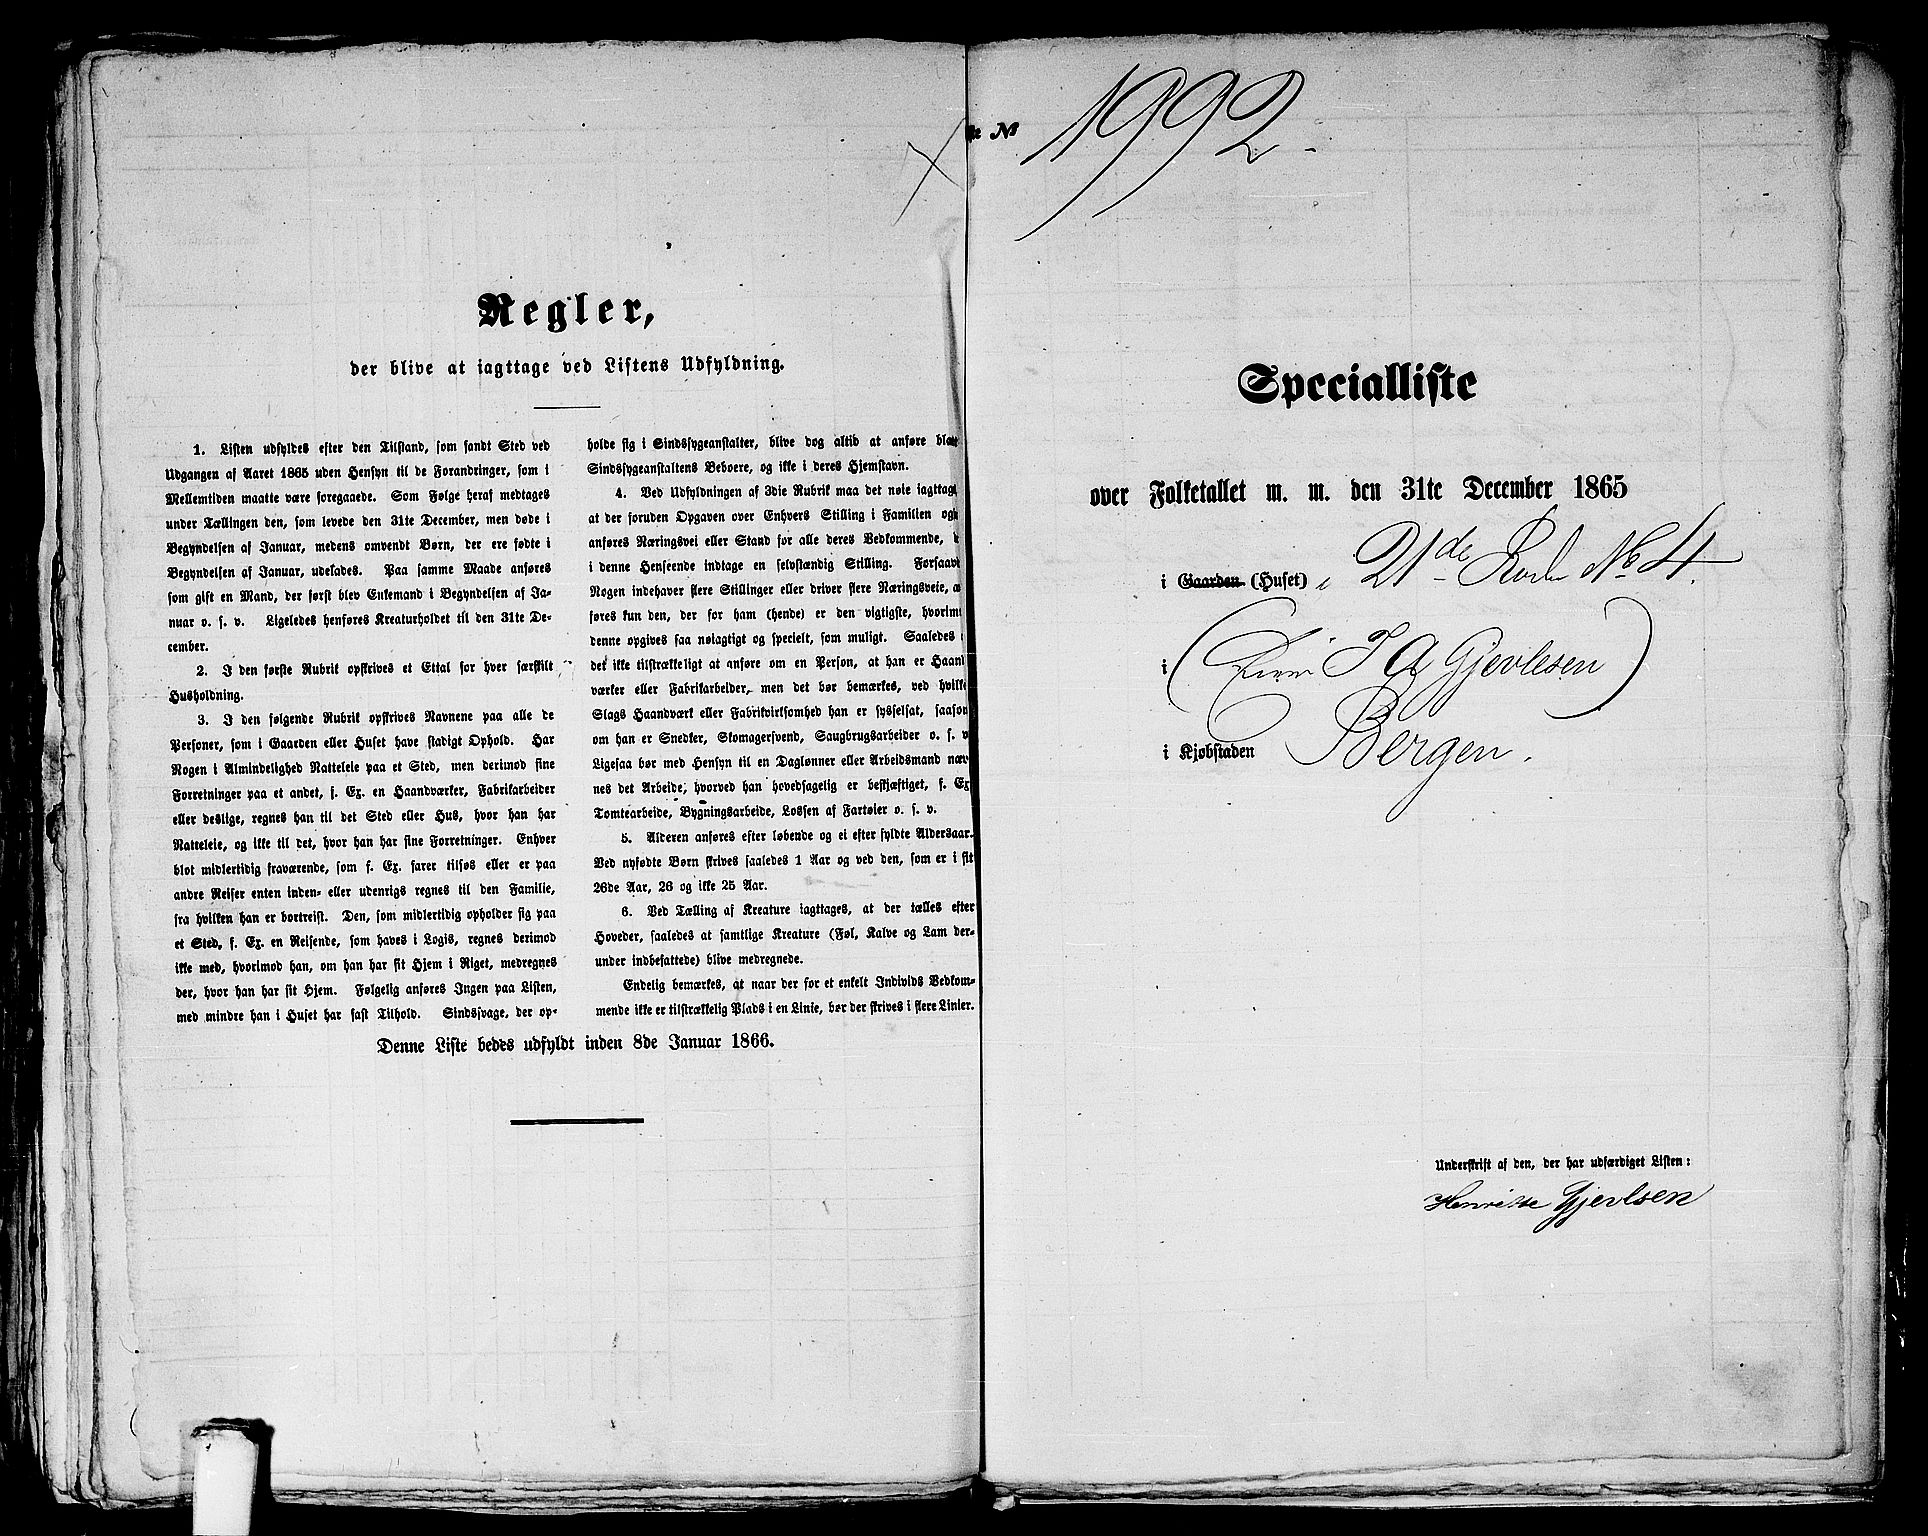 Regler,
der blive at iagttage ved Listens Udfyldning.
1. Listen udfyldes efter den Tilstand, som fandt Sted ved
Udgangen af Aaret 1865 uden Hensyn til de Forandringer, som i
Mellemtiden maatte være foregaaede. Som Følge heraf medtages
under Tællingen den, som levede den 31te December, men døde i
Begyndelsen af Januar, medens omvendt Børn, der ere fødte i
Begyndelsen af Januar, udelades. Paa samme Maade anføres
som gift en Mand, der først blev Enkemand i Begyndelsen af Ja-
nuar o. s. v. Ligeledes henføres Kreaturholdet til den 31te De-
cember.
2. I den første Rubrik opskrives et Ettal for hver særskilt
Husholdning.
3. I den følgende Rubrik opskrives Navnene paa alle de
Personer, som i Gaarden eller Huset have stadigt Ophold. Har
Nogen i Almindelighed Natteleie paa et Sted, men derimod sine
Forretninger paa et andet, f. Ex. en Haandværker, Fabrikarbeider
eller deslige, regnes han til det Sted eller Hus, hvor han har
Natteleie, og ikke til det, hvor han har sine Forretninger. Enhver
blot midlertidig fraværende, som f. Ex. farer tilsøs eller er paa
andre Reiser enten inden- eller udenrigs regnes til den Familie,
fra hvilken han er bortreist. Den, som midlertidig opholder sig paa
et Sted, f. Ex. en Reisende, som haves i Logis, regnes derimod
ikke med, hvorimod han, om han har sit Hjem i Riget, medregnes
der, hvor han har sit Hjem. Følgelig anføres Ingen paa Listen,
med mindre han i Huset har fast Tilhold. Sindssvage, der op-
holde sig i Sindssygeanstalter, blive dog altid at anføre blan
Sindssygeanstaltens Beboere, og ikke i deres Hjemstavn.
4. Ved Udfyldningen af 3die Rubrik maa det nøie iagttages
at der foruden Opgaven over Enhvers Stilling i Familien og
anføres Næringsvei eller Stand for alle deres Vedkommende,
i denne Henseende indtage en selvstændig Stilling. Forsaav
Nogen indehaver flere Stillinger eller driver flere Næringsveie, a
føres kun den, der for ham (hende) er den vigtigste, hvorim
denne opgives saa nøiagtigt og specielt, som muligt. Saaledes
det ikke tilstrækkeligt at anføre om en Person, at han er Haand
værker eller Fabrikarbeider, men det bør bemærkes, ved hvilke
Slags Haandværk eller Fabrikvirksomhed han er sysselsat, saasom
om han er Snedker, Skomagersvend, Saugbrugsarbeider o. s. v
Ligesaa bør med Hensyn til en Daglønner eller Arbeidsmand næv
nes det Arbeide, hvorved han hovedsagelig er beskjæftiget, f. Ex
Tomtearbeide, Bygningsarbeide, Lossen af Fartøier o. s. v.
5. Alderen anføres efter løbende og ei efter fyldte Aldersaar.
Ved nyfødte Børn skrives saaledes 1 Aar og ved den, som er i sit
26de Aar, 26 og ikke 25 Aar.
6. Ved Tælling af Kreature iagttages, at der tælles efter
Hoveder, saaledes at samtlige Kreature (Føl, Kalve og Lam der-
under indbefattede) blive medregnede.
Endelig bemærkes, at naar der for et enkelt Individs Vedkom-
mende ikke er tilstrækkelig Plads i en Linie, bør der skrives i flere Linier.
Denne Liste bedes udfyldt inden 8de Januar 1866.
te № 1992.
Specialliste
over Folketallet m. m. den 31te December 1865
i Gaarden (Huset) i 21de Rode No 4.
i (Firm J A Gjevlesen)
i Kjøbstaden Bergen.
Underskrift af den, der har udfærdiget Listen:
Henritte Gjevlsen